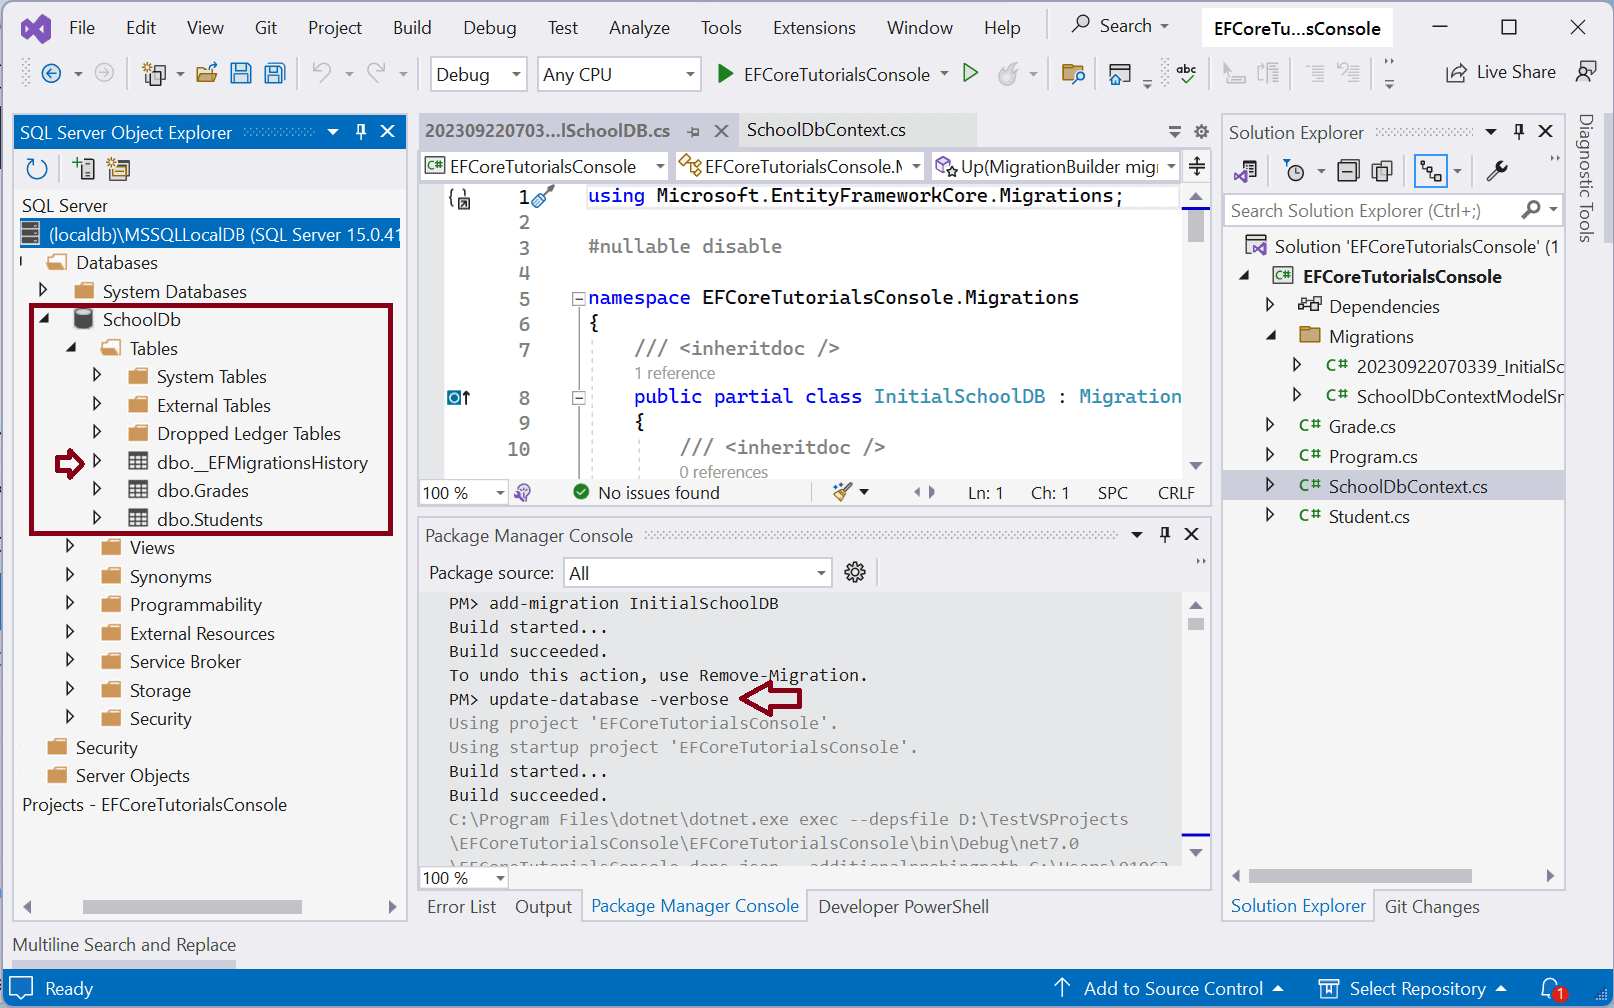 File Edit View Git Project Build Debug Test Analyze Tools Extensions Window Help Search EFCoreTu...sConsole
Debug Any CPU EFCoreTutorialsConsole abc Live Share
SQL Server Object Explorer
SQL Server
(localdb)\MSSQLLocalDB (SQL Server 15.0.41
Databases
System Databases
SchoolDb
Tables
System Tables
External Tables
Dropped Ledger Tables
dbo.__EFMigrationsHistory
dbo.Grades
dbo.Students
Views
Synonyms
Programmability
External Resources
Service Broker
Storage
Security
Security
Server Objects
Projects - EFCoreTutorialsConsole
202309220703...lSchoolDB.cs SchoolDbContext.cs
C# EFCoreTutorialsConsole EFCoreTutorialsConsole.M Up(MigrationBuilder migr
1 using Microsoft.EntityFrameworkCore.Migrations;
2
3 #nullable disable
4
5 namespace EFCoreTutorialsConsole.Migrations
6 {
7 /// <inheritdoc />
1 reference
8 public partial class InitialSchoolDB : Migration
9 {
10 /// <inheritdoc />
0 references
100 % No issues found Ln: 1 Ch: 1 SPC CRLF
Package Manager Console
Package source: All
PM> add-migration InitialSchoolDB
Build started...
Build succeeded.
To undo this action, use Remove-Migration.
PM> update-database -verbose
Using project 'EFCoreTutorialsConsole'.
Using startup project 'EFCoreTutorialsConsole'.
Build started...
Build succeeded.
C:\Program Files\dotnet\dotnet.exe exec --depsfile D:\TestVSProjects
\EFCoreTutorialsConsole\EFCoreTutorialsConsole\bin\Debug\net7.0
100 %
Error List Output Package Manager Console Developer PowerShell
Solution Explorer
Search Solution Explorer (Ctrl+;)
Solution 'EFCoreTutorialsConsole' (1
C# EFCoreTutorialsConsole
Dependencies
Migrations
C# 20230922070339_InitialSc
C# SchoolDbContextModelSn
C# Grade.cs
C# Program.cs
C# SchoolDbContext.cs
C# Student.cs
Solution Explorer Git Changes
Diagnostic Tools
Multiline Search and Replace
Ready Add to Source Control Select Repository 1